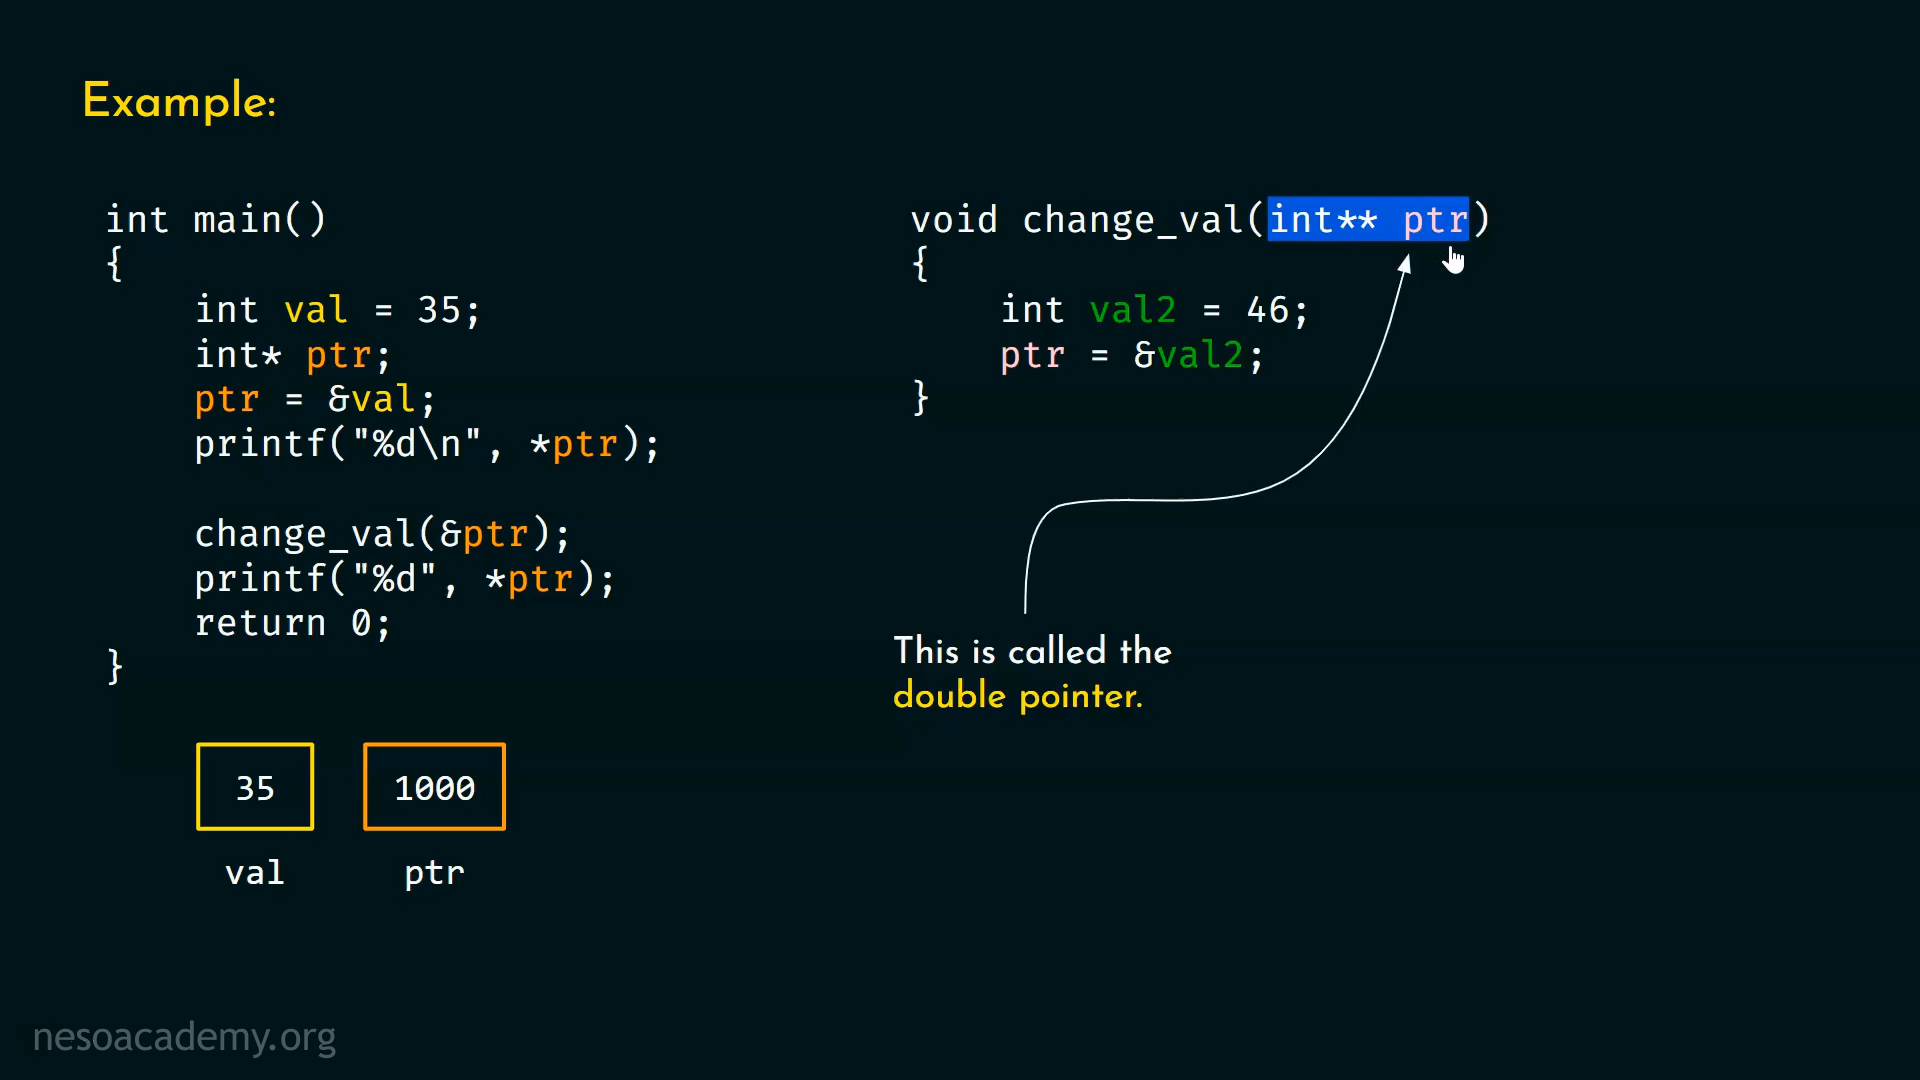 Example:
int main()
{
int val = 35;
int* ptr;
ptr = &val;
printf("%d\n", *ptr);
change_val(&ptr);
printf("%d", *ptr);
return 0;
}
void change_val(int** ptr)
{
int val2 = 46;
ptr = &val2;
}
This is called the
double pointer.
35 1000
val ptr
nesoacademy.org